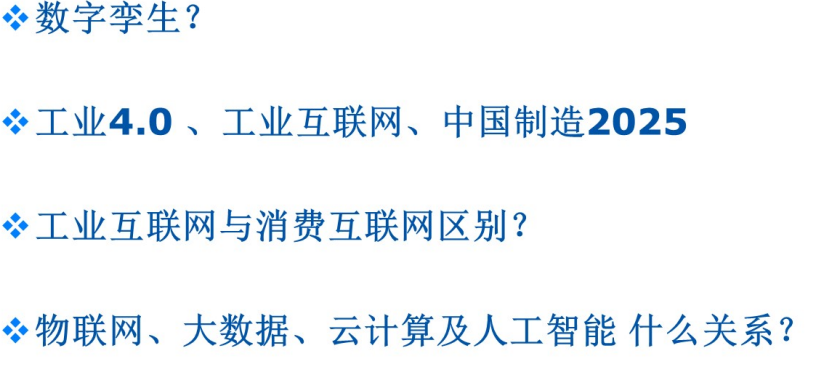 ❖数字孪生？
❖工业4.0 、工业互联网、中国制造2025
❖工业互联网与消费互联网区别？
❖物联网、大数据、云计算及人工智能 什么关系？